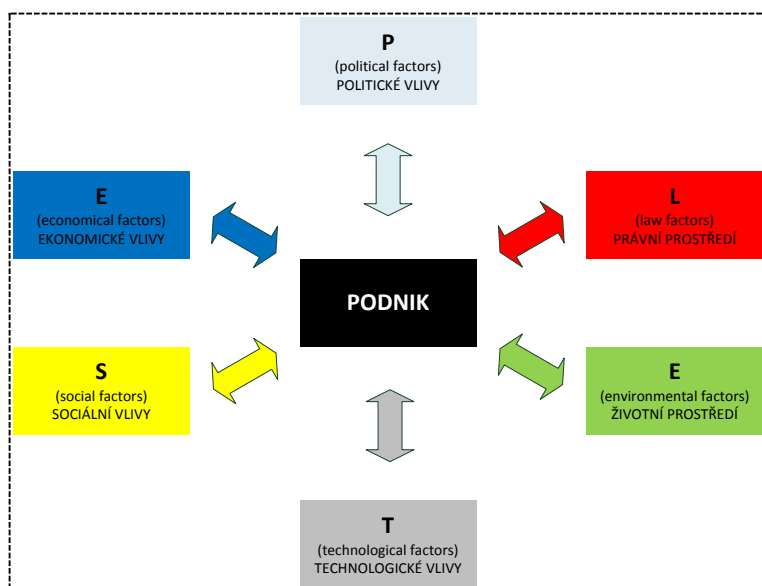 P
(political factors)
POLITICKÉ VLIVY
E
(economical factors)
EKONOMICKÉ VLIVY
L
(law factors)
PRÁVNÍ PROSTŘEDÍ
PODNIK
S
(social factors)
SOCIÁLNÍ VLIVY
E
(environmental factors)
ŽIVOTNÍ PROSTŘEDÍ
T
(technological factors)
TECHNOLOGICKÉ VLIVY